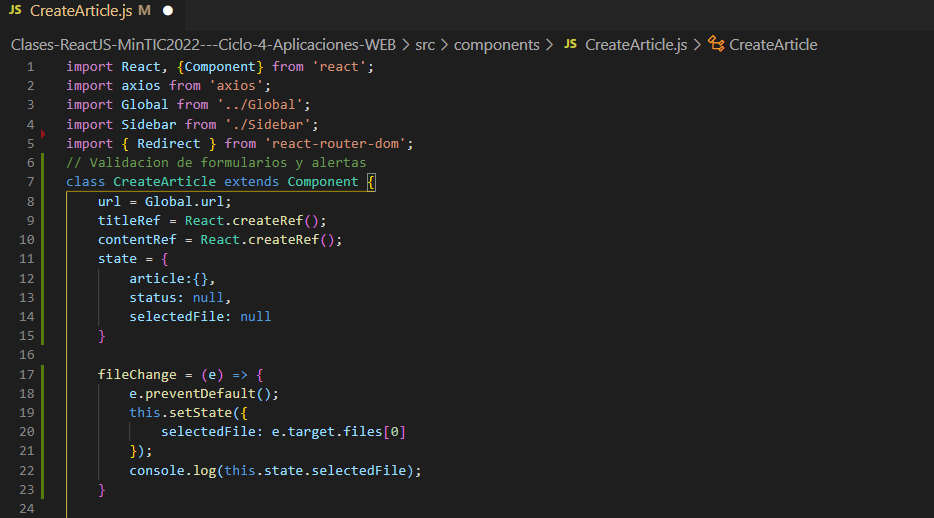 JS CreateArticle.js M
Clases-ReactJS-MinTIC2022---Ciclo-4-Aplicaciones-WEB > src > components > JS CreateArticle.js > CreateArticle
1 import React, {Component} from 'react';
2 import axios from 'axios';
3 import Global from '../Global';
4 import Sidebar from './Sidebar';
5 import { Redirect } from 'react-router-dom';
6 // Validacion de formularios y alertas
7 class CreateArticle extends Component {
8 url = Global.url;
9 titleRef = React.createRef();
10 contentRef = React.createRef();
11 state = {
12 article:{},
13 status: null,
14 selectedFile: null
15 }
16
17 fileChange = (e) => {
18 e.preventDefault();
19 this.setState({
20 selectedFile: e.target.files[0]
21 });
22 console.log(this.state.selectedFile);
23 }
24